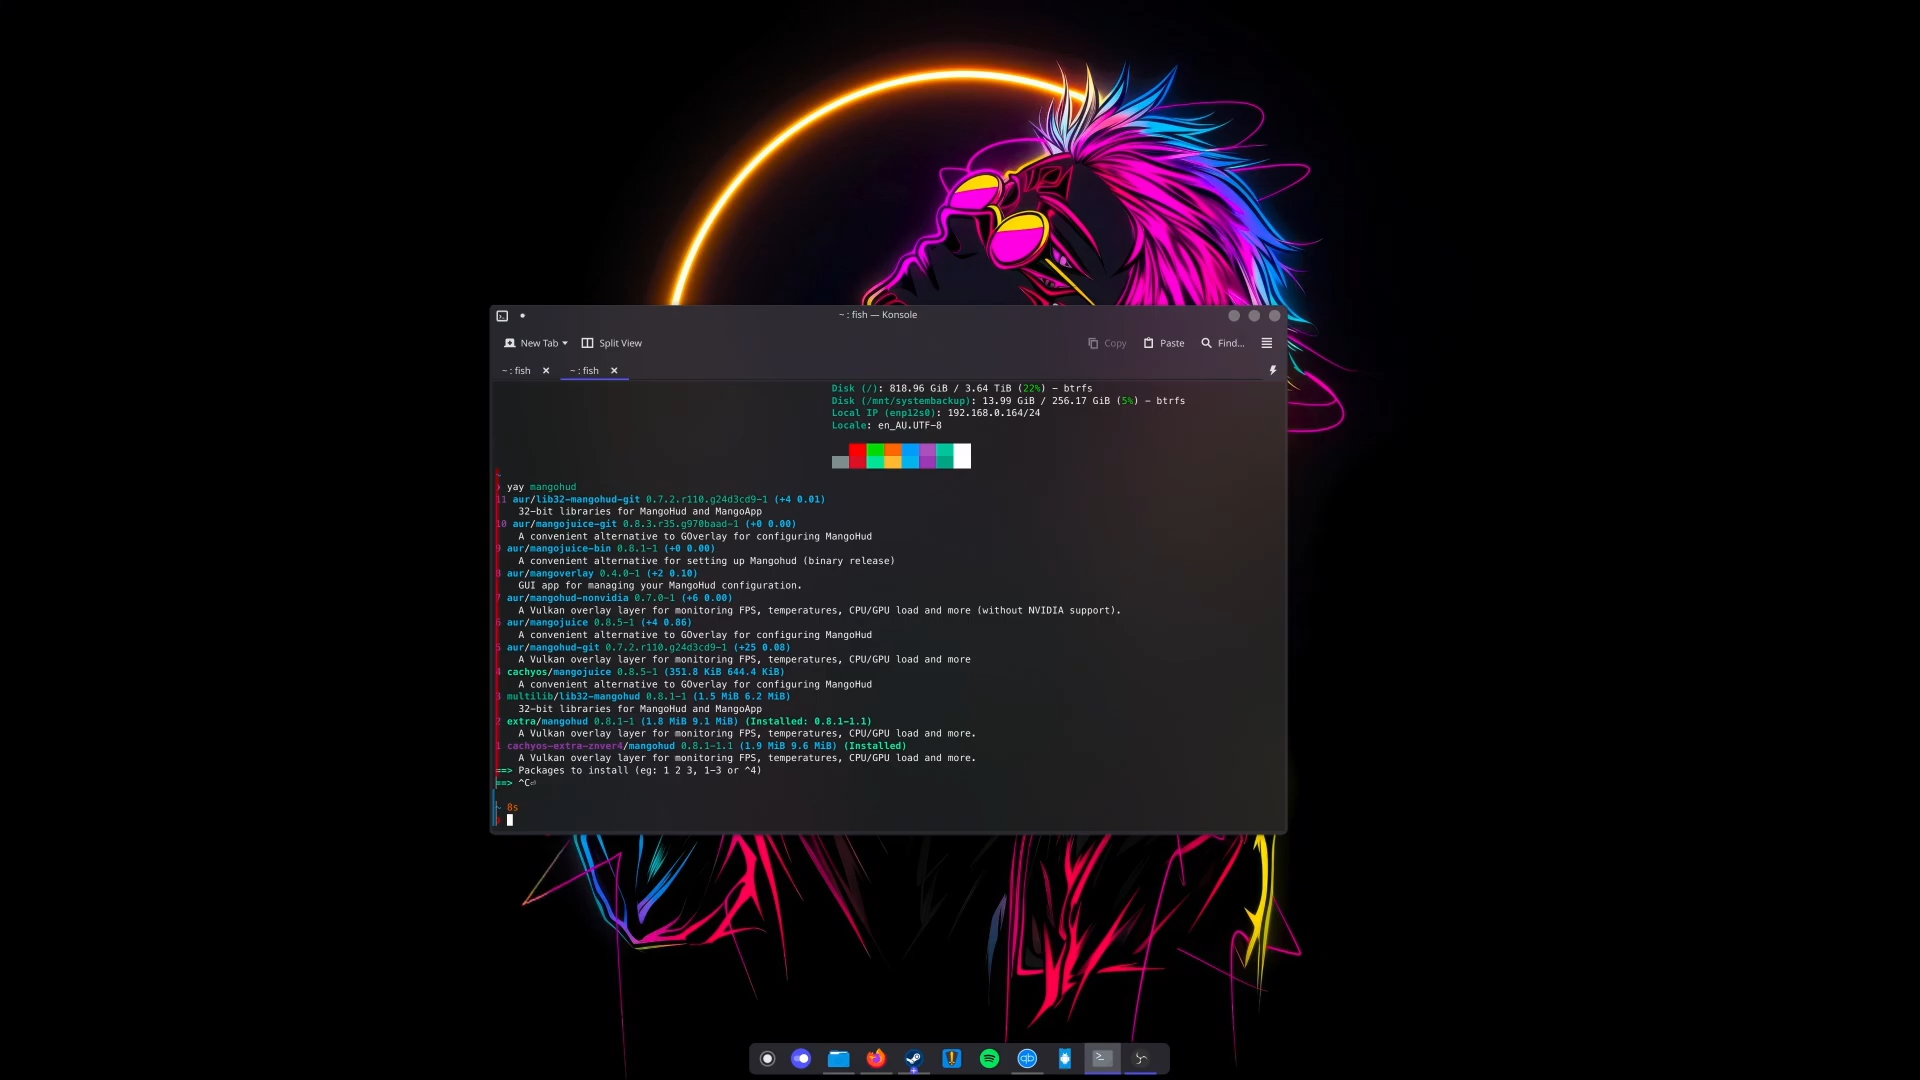 ~ : fish — Konsole
New Tab
Split View
Copy
Paste
Find...
~ : fish
~ : fish
Disk (/): 818.96 GiB / 3.64 TiB (22%) - btrfs
Disk (/mnt/systembackup): 13.99 GiB / 256.17 GiB (5%) - btrfs
Local IP (enp12s0): 192.168.0.164/24
Locale: en_AU.UTF-8
~
yay mangohud
11 aur/lib32-mangohud-git 0.7.2.r110.g24d3cd9-1 (+4 0.01)
32-bit libraries for MangoHud and MangoApp
10 aur/mangojuice-git 0.8.3.r35.g970baad-1 (+0 0.00)
A convenient alternative to GOverlay for configuring MangoHud
9 aur/mangojuice-bin 0.8.1-1 (+0 0.00)
A convenient alternative for setting up Mangohud (binary release)
8 aur/mangoverlay 0.4.0-1 (+2 0.10)
GUI app for managing your MangoHud configuration.
7 aur/mangohud-nonvidia 0.7.0-1 (+6 0.00)
A Vulkan overlay layer for monitoring FPS, temperatures, CPU/GPU load and more (without NVIDIA support).
6 aur/mangojuice 0.8.5-1 (+4 0.86)
A convenient alternative to GOverlay for configuring MangoHud
5 aur/mangohud-git 0.7.2.r110.g24d3cd9-1 (+25 0.08)
A Vulkan overlay layer for monitoring FPS, temperatures, CPU/GPU load and more
4 cachyos/mangojuice 0.8.5-1 (351.8 KiB 644.4 KiB)
A convenient alternative to GOverlay for configuring MangoHud
3 multilib/lib32-mangohud 0.8.1-1 (1.5 MiB 6.2 MiB)
32-bit libraries for MangoHud and MangoApp
2 extra/mangohud 0.8.1-1 (1.8 MiB 9.1 MiB) (Installed: 0.8.1-1.1)
A Vulkan overlay layer for monitoring FPS, temperatures, CPU/GPU load and more.
1 cachyos-extra-znver4/mangohud 0.8.1-1.1 (1.9 MiB 9.6 MiB) (Installed)
A Vulkan overlay layer for monitoring FPS, temperatures, CPU/GPU load and more.
==> Packages to install (eg: 1 2 3, 1-3 or ^4)
==> ^C⏎
~ 8s
qb